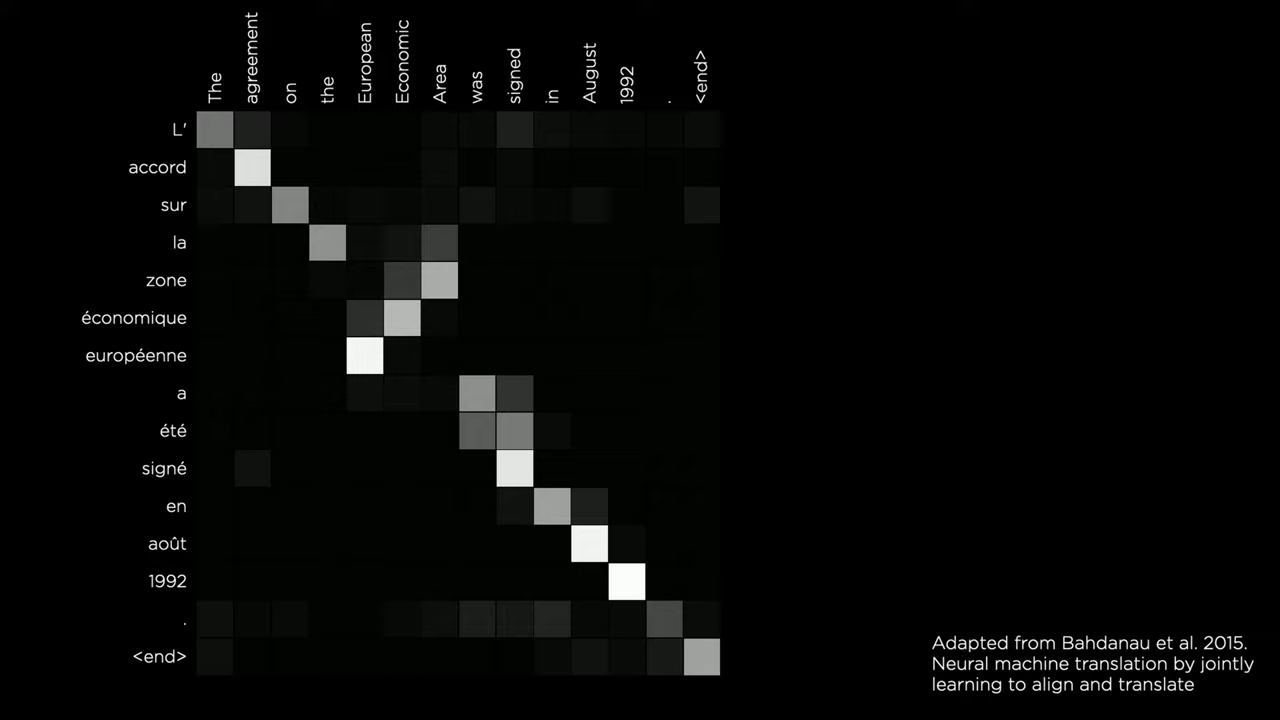 The agreement on the European Economic Area was signed in August 1992 . <end>
L'
accord
sur
la
zone
économique
européenne
a
été
signé
en
août
1992
.
<end>
Adapted from Bahdanau et al. 2015.
Neural machine translation by jointly
learning to align and translate